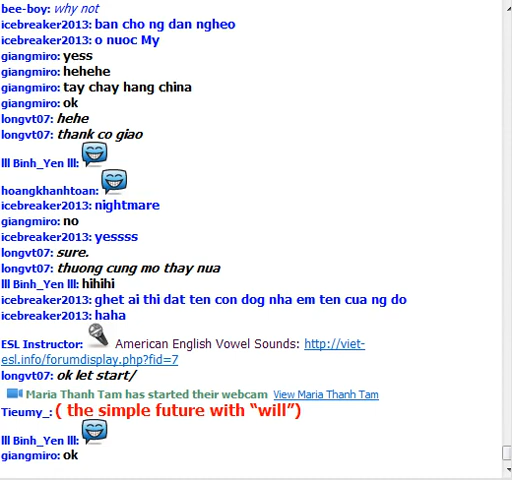 bee-boy: why not
icebreaker2013: ban cho ng dan ngheo
icebreaker2013: o nuoc My
giangmiro: yess
giangmiro: hehehe
giangmiro: tay chay hang china
giangmiro: ok
longvt07: hehe
longvt07: thank co giao
lll Binh_Yen lll:
hoangkhanhtoan:
icebreaker2013: nightmare
giangmiro: no
icebreaker2013: yessss
longvt07: sure.
longvt07: thuong cung mo thay nua
lll Binh_Yen lll: hihihi
icebreaker2013: ghet ai thi dat ten con dog nha em ten cua ng do
icebreaker2013: haha
ESL Instructor: American English Vowel Sounds: http://viet-
esl.info/forumdisplay.php?fid=7
longvt07: ok let start/
Maria Thanh Tam has started their webcam View Maria Thanh Tam
Tieumy_: ( the simple future with “will”)
lll Binh_Yen lll:
giangmiro: ok